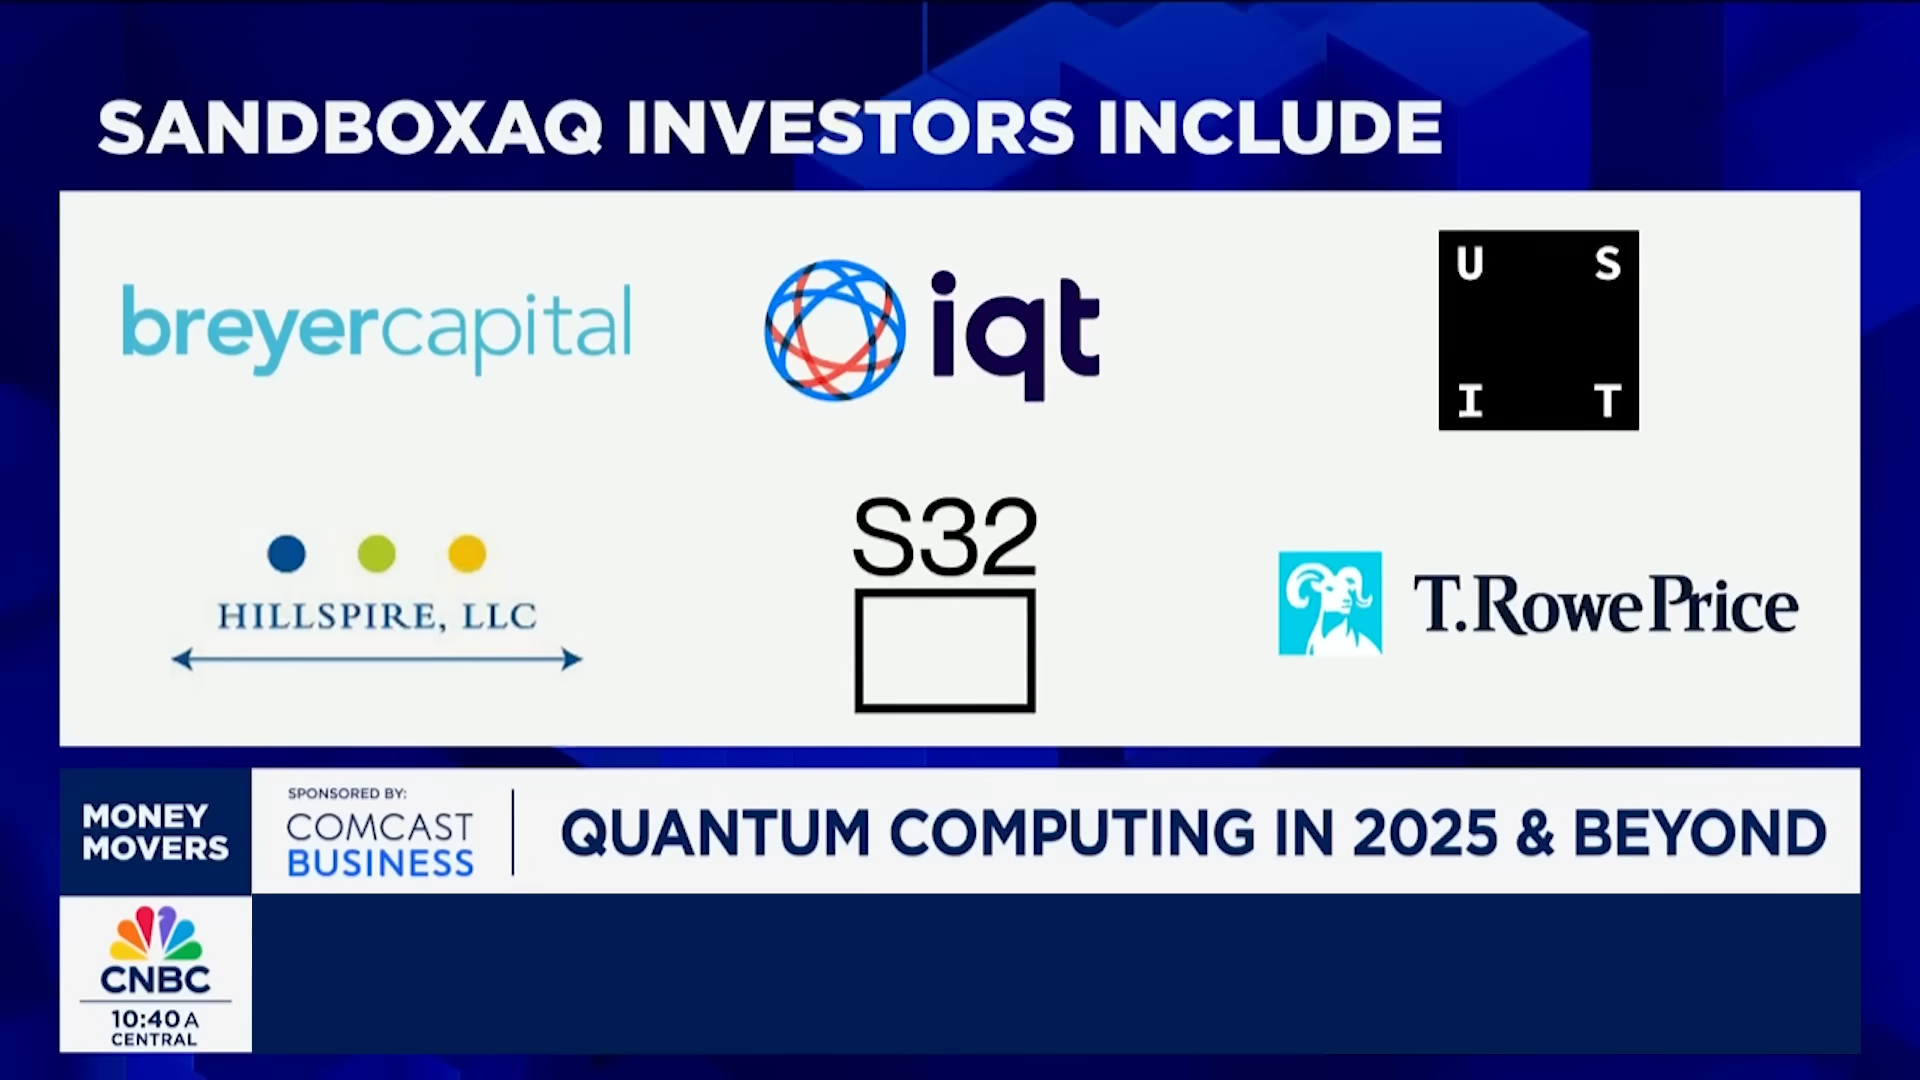 SANDBOXAQ INVESTORS INCLUDE
breyercapital
iqt
U S
I T
HILLSPIRE, LLC
S32
T.RowePrice
MONEY
MOVERS
SPONSORED BY:
COMCAST
BUSINESS
QUANTUM COMPUTING IN 2025 & BEYOND
CNBC
10:40 A
CENTRAL